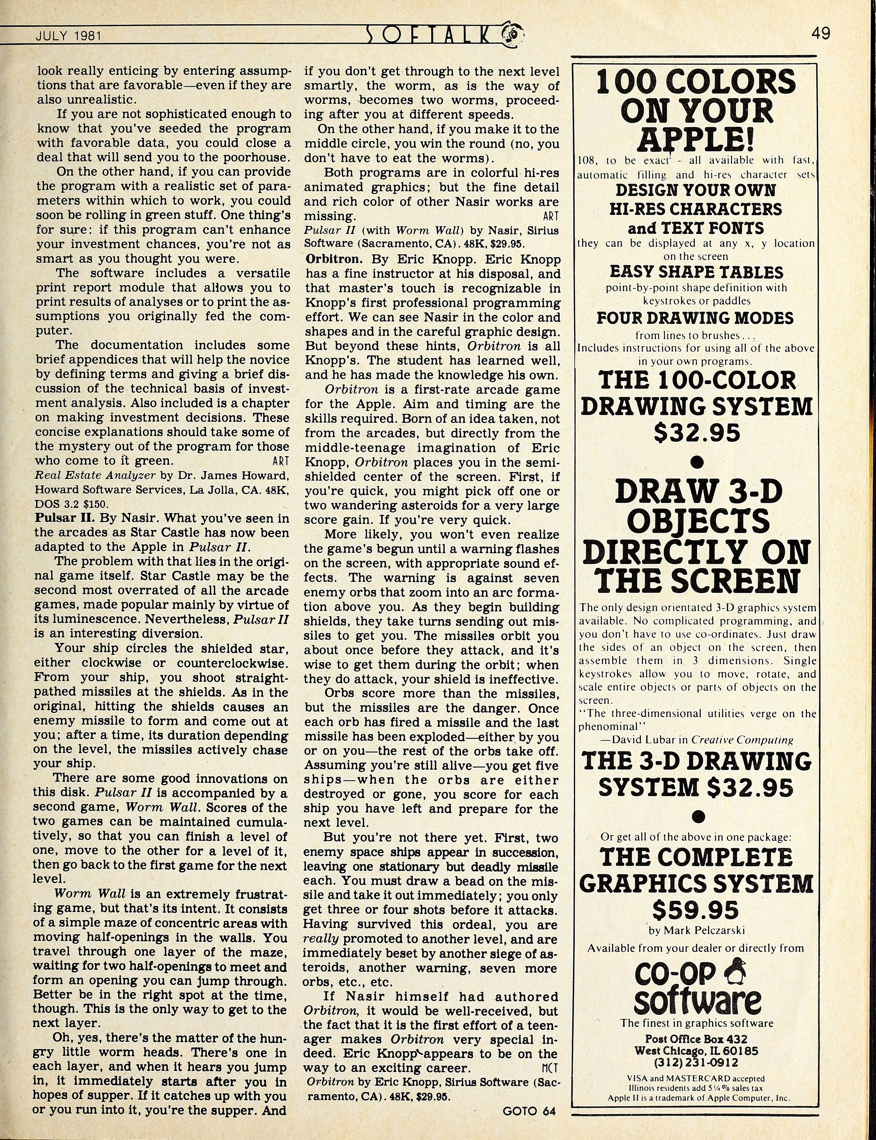 JULY 1981
SOFTALK
49
look really enticing by entering assump-
tions that are favorable—even if they are
also unrealistic.
If you are not sophisticated enough to
know that you've seeded the program
with favorable data, you could close a
deal that will send you to the poorhouse.
On the other hand, if you can provide
the program with a realistic set of para-
meters within which to work, you could
soon be rolling in green stuff. One thing's
for sure: if this program can't enhance
your investment chances, you're not as
smart as you thought you were.
The software includes a versatile
print report module that allows you to
print results of analyses or to print the as-
sumptions you originally fed the com-
puter.
The documentation includes some
brief appendices that will help the novice
by defining terms and giving a brief dis-
cussion of the technical basis of invest-
ment analysis. Also included is a chapter
on making investment decisions. These
concise explanations should take some of
the mystery out of the program for those
who come to it green. ART
Real Estate Analyzer by Dr. James Howard,
Howard Software Services, La Jolla, CA. 48K,
DOS 3.2 $150.
Pulsar II. By Nasir. What you've seen in
the arcades as Star Castle has now been
adapted to the Apple in Pulsar II.
The problem with that lies in the origi-
nal game itself. Star Castle may be the
second most overrated of all the arcade
games, made popular mainly by virtue of
its luminescence. Nevertheless, Pulsar II
is an interesting diversion.
Your ship circles the shielded star,
either clockwise or counterclockwise.
From your ship, you shoot straight-
pathed missiles at the shields. As in the
original, hitting the shields causes an
enemy missile to form and come out at
you; after a time, its duration depending
on the level, the missiles actively chase
your ship.
There are some good innovations on
this disk. Pulsar II is accompanied by a
second game, Worm Wall. Scores of the
two games can be maintained cumula-
tively, so that you can finish a level of
one, move to the other for a level of it,
then go back to the first game for the next
level.
Worm Wall is an extremely frustrat-
ing game, but that's its intent. It consists
of a simple maze of concentric areas with
moving half-openings in the walls. You
travel through one layer of the maze,
waiting for two half-openings to meet and
form an opening you can jump through.
Better be in the right spot at the time,
though. This is the only way to get to the
next layer.
Oh, yes, there's the matter of the hun-
gry little worm heads. There's one in
each layer, and when it hears you jump
in, it immediately starts after you in
hopes of supper. If it catches up with you
or you run into it, you're the supper. And
if you don't get through to the next level
smartly, the worm, as is the way of
worms, becomes two worms, proceed-
ing after you at different speeds.
On the other hand, if you make it to the
middle circle, you win the round (no, you
don't have to eat the worms).
Both programs are in colorful hi-res
animated graphics; but the fine detail
and rich color of other Nasir works are
missing. ART
Pulsar II (with Worm Wall) by Nasir, Sirius
Software (Sacramento, CA). 48K, $29.95.
Orbitron. By Eric Knopp. Eric Knopp
has a fine instructor at his disposal, and
that master's touch is recognizable in
Knopp's first professional programming
effort. We can see Nasir in the color and
shapes and in the careful graphic design.
But beyond these hints, Orbitron is all
Knopp's. The student has learned well,
and he has made the knowledge his own.
Orbitron is a first-rate arcade game
for the Apple. Aim and timing are the
skills required. Born of an idea taken, not
from the arcades, but directly from the
middle-teenage imagination of Eric
Knopp, Orbitron places you in the semi-
shielded center of the screen. First, if
you're quick, you might pick off one or
two wandering asteroids for a very large
score gain. If you're very quick.
More likely, you won't even realize
the game's begun until a warning flashes
on the screen, with appropriate sound ef-
fects. The warning is against seven
enemy orbs that zoom into an arc forma-
tion above you. As they begin building
shields, they take turns sending out mis-
siles to get you. The missiles orbit you
about once before they attack, and it's
wise to get them during the orbit; when
they do attack, your shield is ineffective.
Orbs score more than the missiles,
but the missiles are the danger. Once
each orb has fired a missile and the last
missile has been exploded—either by you
or on you—the rest of the orbs take off.
Assuming you're still alive—you get five
ships—when the orbs are either
destroyed or gone, you score for each
ship you have left and prepare for the
next level.
But you're not there yet. First, two
enemy space ships appear in succession,
leaving one stationary but deadly missile
each. You must draw a bead on the mis-
sile and take it out immediately; you only
get three or four shots before it attacks.
Having survived this ordeal, you are
really promoted to another level, and are
immediately beset by another siege of as-
teroids, another warning, seven more
orbs, etc., etc.
If Nasir himself had authored
Orbitron, it would be well-received, but
the fact that it is the first effort of a teen-
ager makes Orbitron very special in-
deed. Eric Knopp appears to be on the
way to an exciting career. MCT
Orbitron by Eric Knopp, Sirius Software (Sac-
ramento, CA). 48K, $29.95.
GOTO 64
100 COLORS
ON YOUR
APPLE!
108, to be exact - all available with fast,
automatic filling and hi-res character sets
DESIGN YOUR OWN
HI-RES CHARACTERS
and TEXT FONTS
they can be displayed at any x, y location
on the screen
EASY SHAPE TABLES
point-by-point shape definition with
keystrokes or paddles
FOUR DRAWING MODES
from lines to brushes...
Includes instructions for using all of the above
in your own programs.
THE 100-COLOR
DRAWING SYSTEM
$32.95
●
DRAW 3-D
OBJECTS
DIRECTLY ON
THE SCREEN
The only design orientated 3-D graphics system
available. No complicated programming, and
you don't have to use co-ordinates. Just draw
the sides of an object on the screen, then
assemble them in 3 dimensions. Single
keystrokes allow you to move, rotate, and
scale entire objects or parts of objects on the
screen.
"The three-dimensional utilities verge on the
phenominal"
—David Lubar in Creative Computing
THE 3-D DRAWING
SYSTEM $32.95
●
Or get all of the above in one package:
THE COMPLETE
GRAPHICS SYSTEM
$59.95
by Mark Pelczarski
Available from your dealer or directly from
CO-OP
software
The finest in graphics software
Post Office Box 432
West Chicago, IL 60185
(312) 231-0912
VISA and MASTERCARD accepted
Illinois residents add 5¼% sales tax
Apple II is a trademark of Apple Computer, Inc.